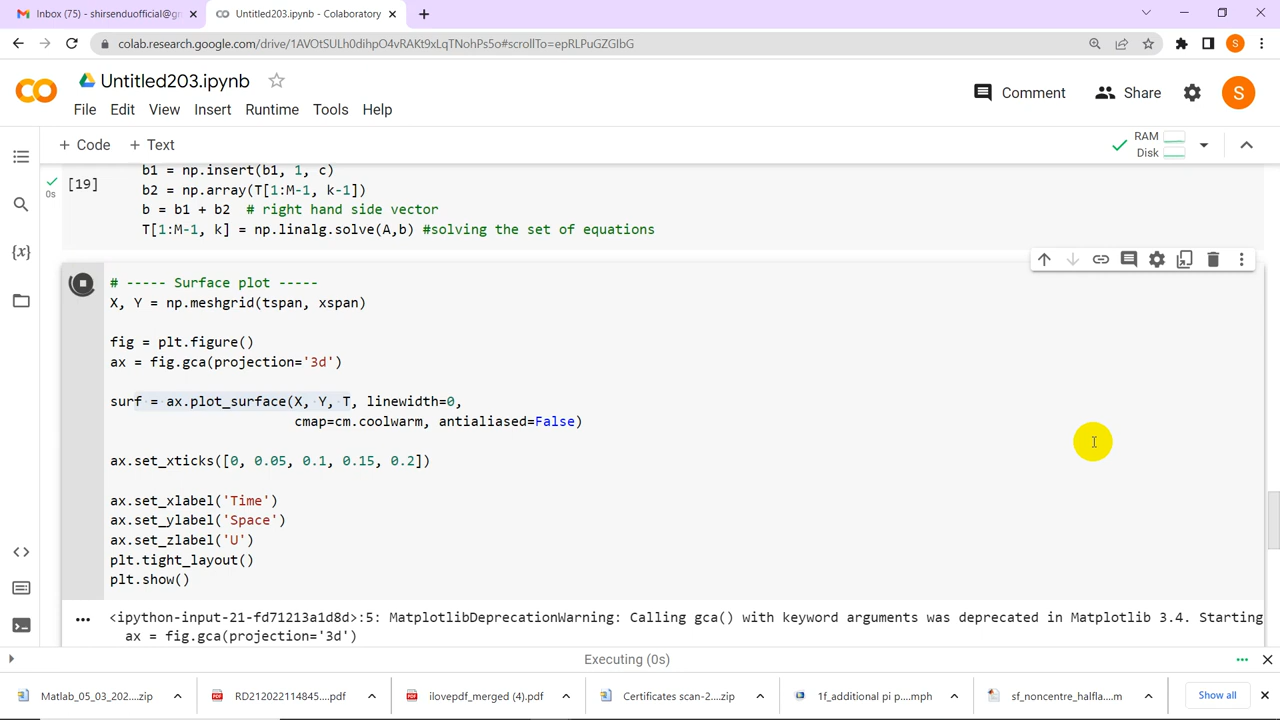 Inbox (75) - shirsenduofficial@g
Untitled203.ipynb - Colaboratory
colab.research.google.com/drive/1AVOtSULh0dihpO4vRAKt9xLqTNohPs5o#scrollTo=epRLPuGZGIbG
S
CO
Untitled203.ipynb
Comment
Share
S
File Edit View Insert Runtime Tools Help
+ Code + Text
RAM
Disk
b1 = np.insert(b1, 1, c)
[19]
0s
b2 = np.array(T[1:M-1, k-1])
b = b1 + b2 # right hand side vector
T[1:M-1, k] = np.linalg.solve(A,b) #solving the set of equations
{x}
# ----- Surface plot -----
X, Y = np.meshgrid(tspan, xspan)
fig = plt.figure()
ax = fig.gca(projection='3d')
surf = ax.plot_surface(X, Y, T, linewidth=0,
cmap=cm.coolwarm, antialiased=False)
ax.set_xticks([0, 0.05, 0.1, 0.15, 0.2])
ax.set_xlabel('Time')
ax.set_ylabel('Space')
ax.set_zlabel('U')
plt.tight_layout()
plt.show()
<ipython-input-21-fd71213a1d8d>:5: MatplotlibDeprecationWarning: Calling gca() with keyword arguments was deprecated in Matplotlib 3.4. Starting
ax = fig.gca(projection='3d')
Executing (0s)
Matlab_05_03_202....zip
RD212022114845....pdf
ilovepdf_merged (4).pdf
Certificates scan-2....zip
1f_additional pi p....mph
sf_noncentre_halfla....m
Show all